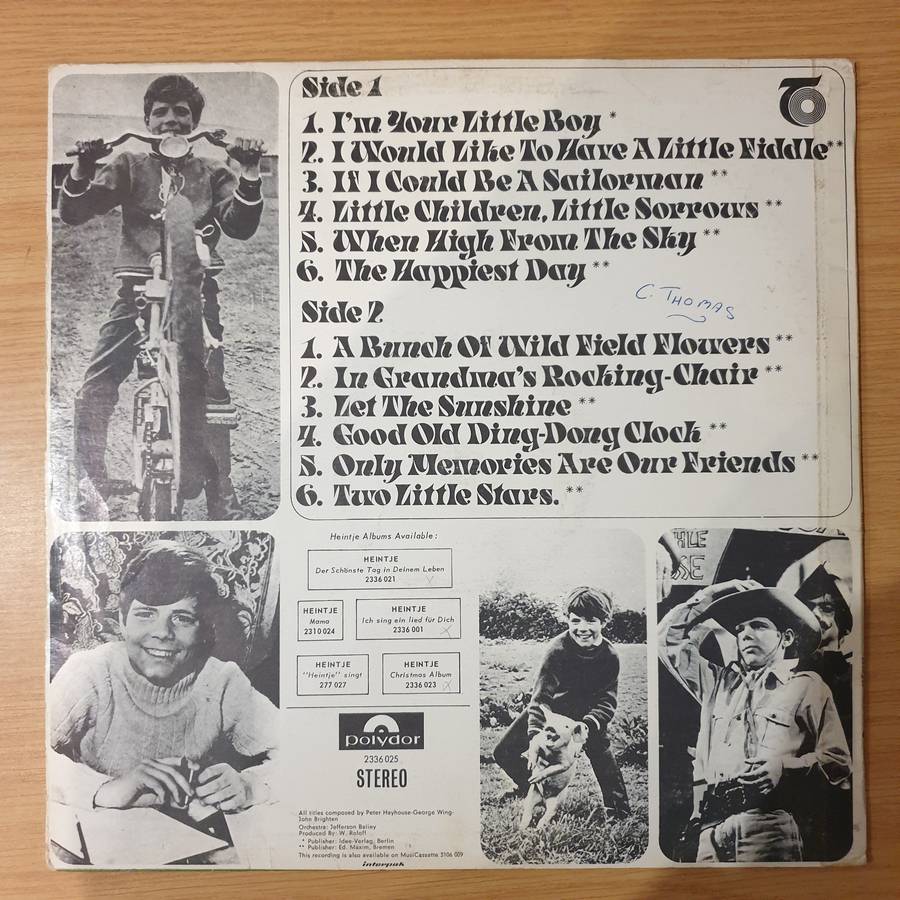 Side 1
1. I'm Your Little Boy *
2. I Would Like To Have A Little Fiddle**
3. If I Could Be A Sailorman **
4. Little Children, Little Sorrows **
5. When High From The Sky **
6. The Happiest Day **
C. THOMAS
Side 2
1. A Bunch Of Wild Field Flowers **
2. In Grandma's Rocking-Chair **
3. Let The Sunshine **
4. Good Old Ding-Dong Clock **
5. Only Memories Are Our Friends **
6. Two Little Stars. **
Heintje Albums Available:
HEINTJE
Der Schönste Tag in Deinem Leben
2336 021
HEINTJE
Mama
2310 024
HEINTJE
Ich sing ein lied für Dich
2336 001
HEINTJE
"Heintje" singt
277 027
HEINTJE
Christmas Album
2336 023
polydor
2336 025
STEREO
All titles composed by Peter Heyhouse-George Wing-
John Brighten
Orchestra: Jefferson Bailey
Produced By: W. Roloff
* Publisher: Idee-Verlag, Berlin
** Publisher: Ed. Maxim, Bremen
This recording is also available on MusiCassette 3106 009
interpak